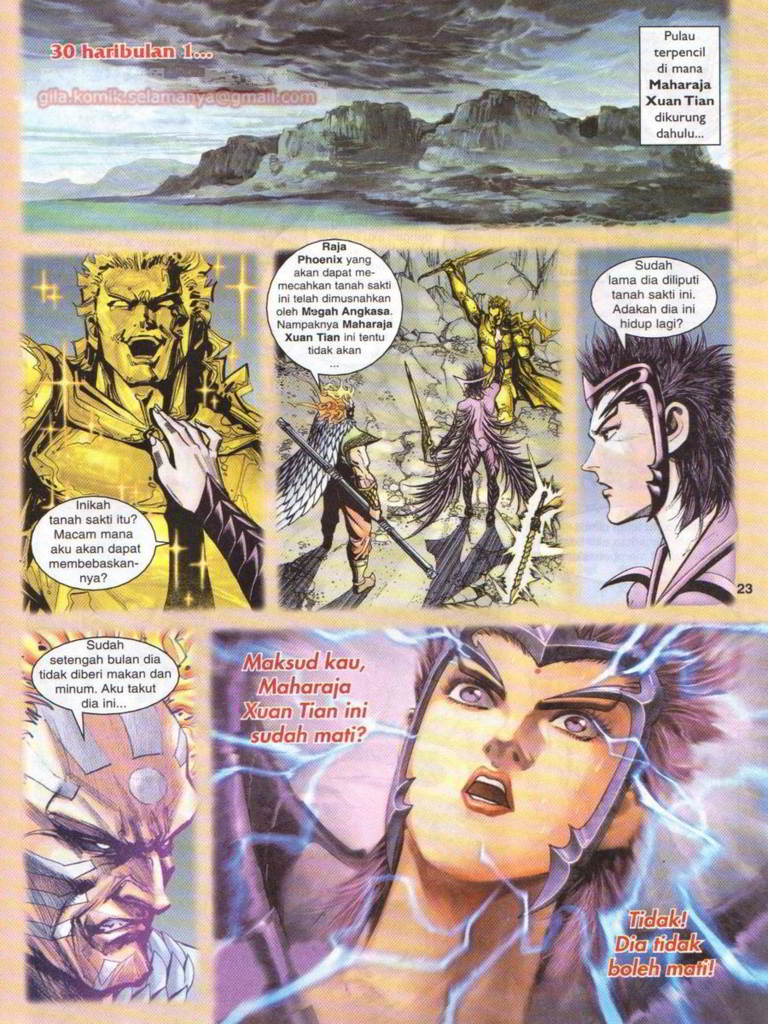 30 haribulan 1...
gila.komik.selamanya@gmail.com
Pulau
terpencil
di mana
Maharaja
Xuan Tian
dikurung
dahulu...
Inikah
tanah sakti itu?
Macam mana
aku akan dapat
membebaskan-
nya?
Raja
Phoenix yang
akan dapat me-
mecahkan tanah sakti
ini telah dimusnahkan
oleh Megah Angkasa.
Nampaknya Maharaja
Xuan Tian ini tentu
tidak akan
...
Sudah
lama dia diliputi
tanah sakti ini.
Adakah dia ini
hidup lagi?
23
Sudah
setengah bulan dia
tidak diberi makan dan
minum. Aku takut
dia ini...
Maksud kau,
Maharaja
Xuan Tian ini
sudah mati?
Tidak!
Dia tidak
boleh mati!